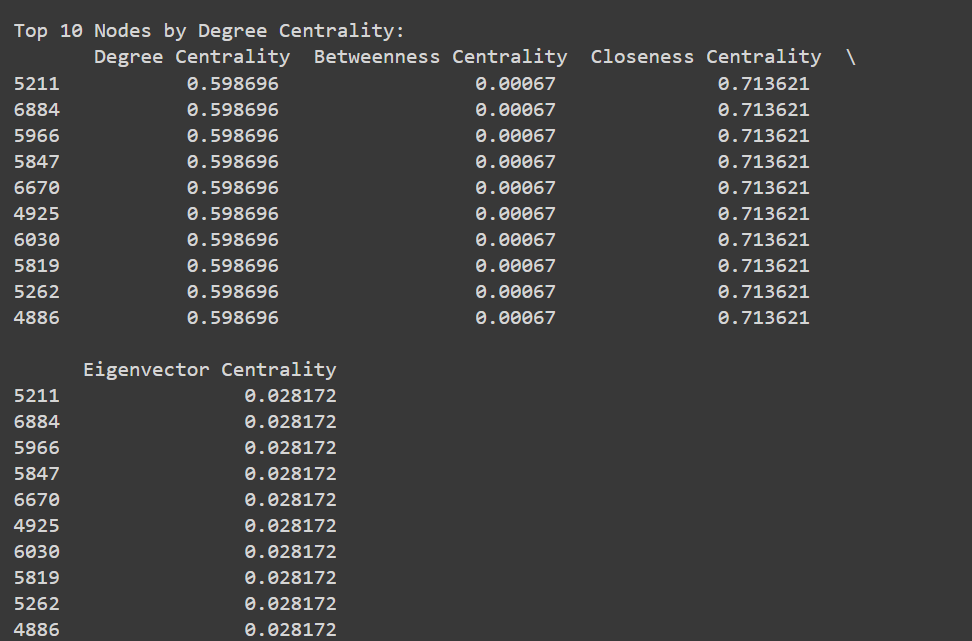 Top 10 Nodes by Degree Centrality:
Degree Centrality  Betweenness Centrality  Closeness Centrality  \
5211           0.598696                 0.00067              0.713621
6884           0.598696                 0.00067              0.713621
5966           0.598696                 0.00067              0.713621
5847           0.598696                 0.00067              0.713621
6670           0.598696                 0.00067              0.713621
4925           0.598696                 0.00067              0.713621
6030           0.598696                 0.00067              0.713621
5819           0.598696                 0.00067              0.713621
5262           0.598696                 0.00067              0.713621
4886           0.598696                 0.00067              0.713621
Eigenvector Centrality
5211                0.028172
6884                0.028172
5966                0.028172
5847                0.028172
6670                0.028172
4925                0.028172
6030                0.028172
5819                0.028172
5262                0.028172
4886                0.028172